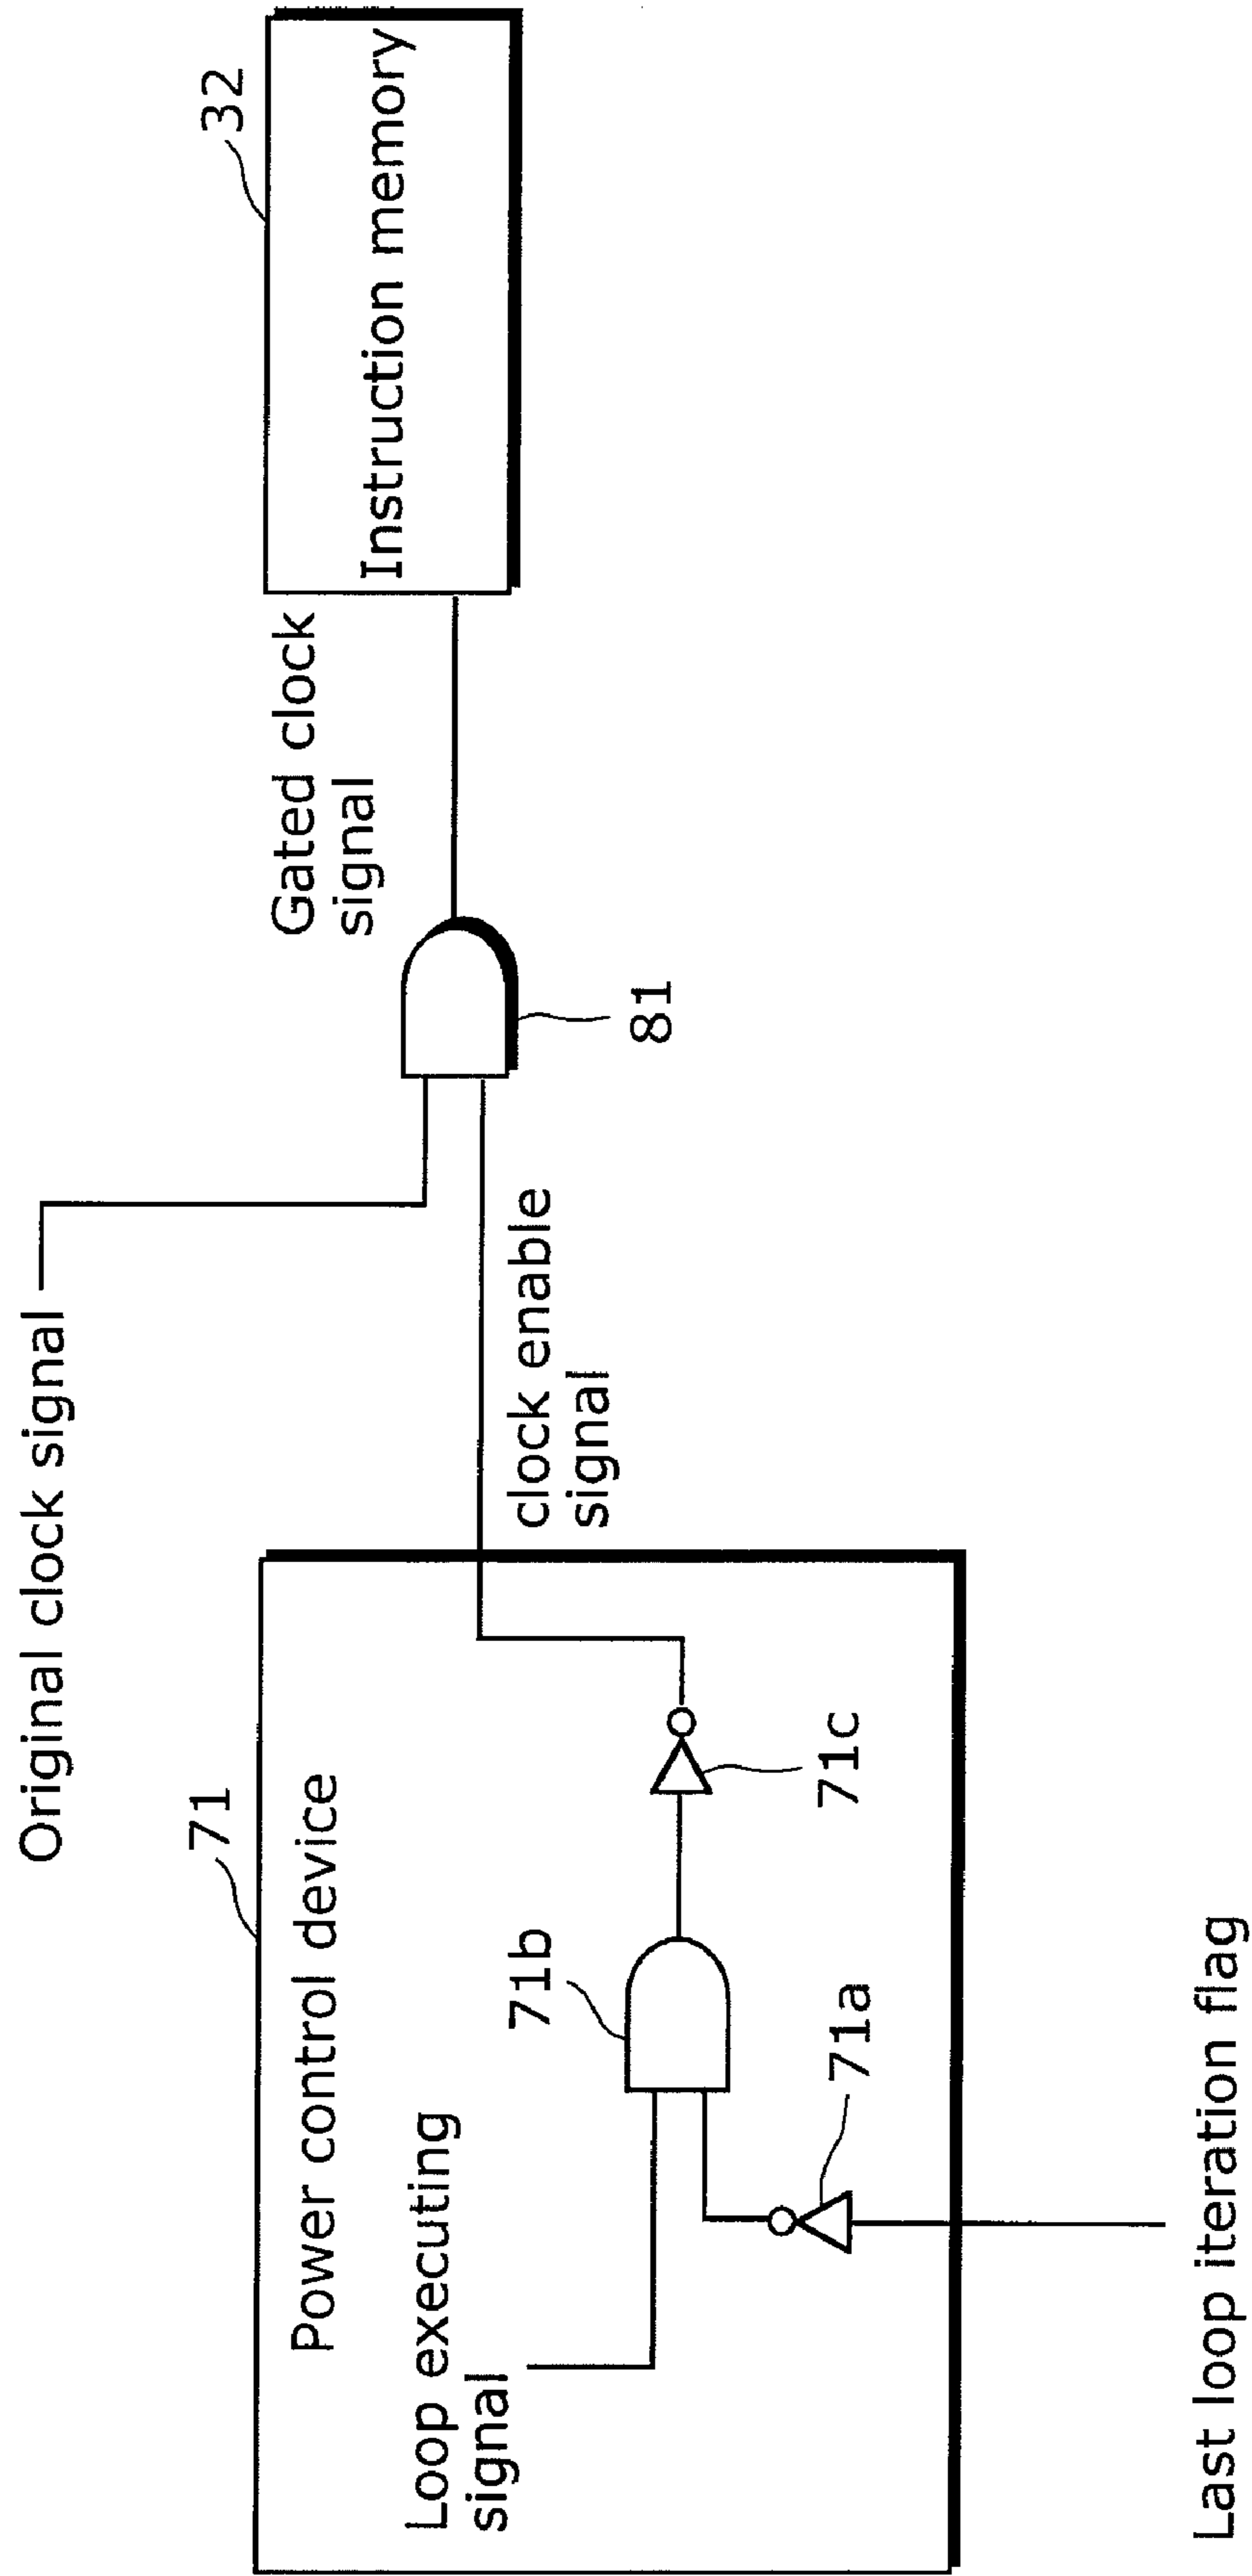 Original clock signal
71
Power control device
Loop executing
signal
71b
71c
71a
Last loop iteration flag
clock enable
signal
81
Gated clock
signal
32
Instruction memory